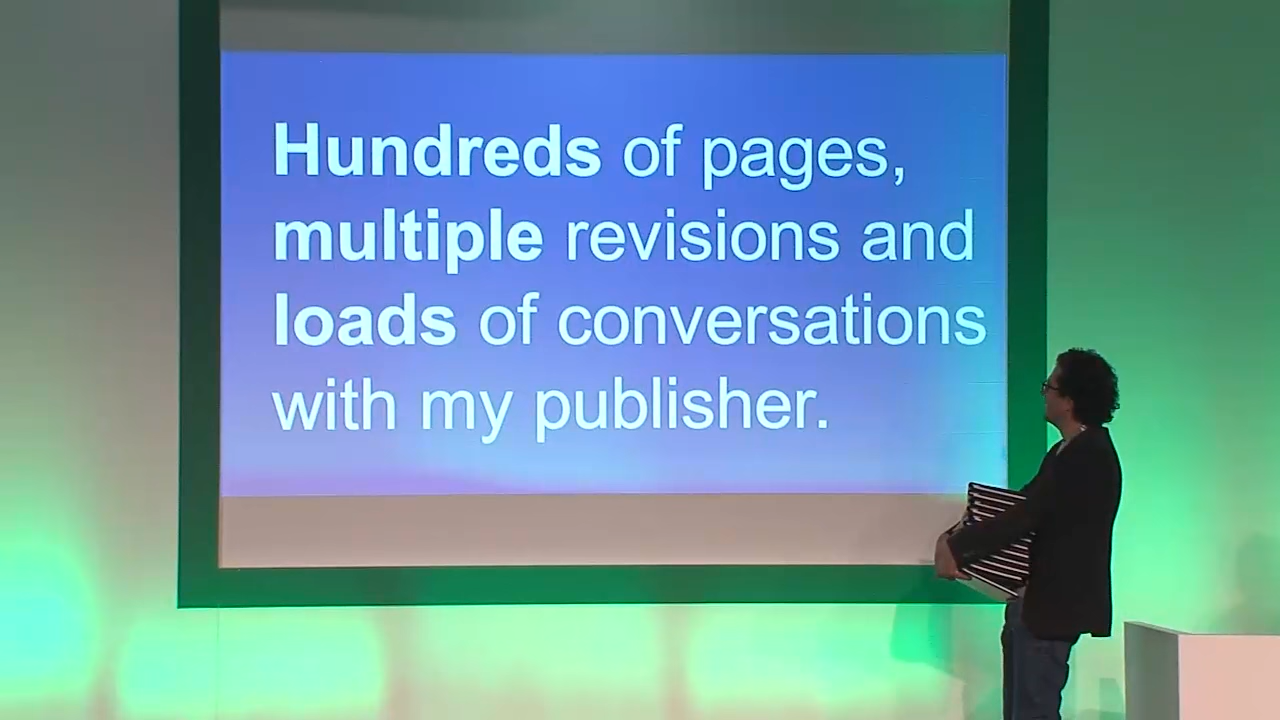 Hundreds of pages,
multiple revisions and
loads of conversations
with my publisher.